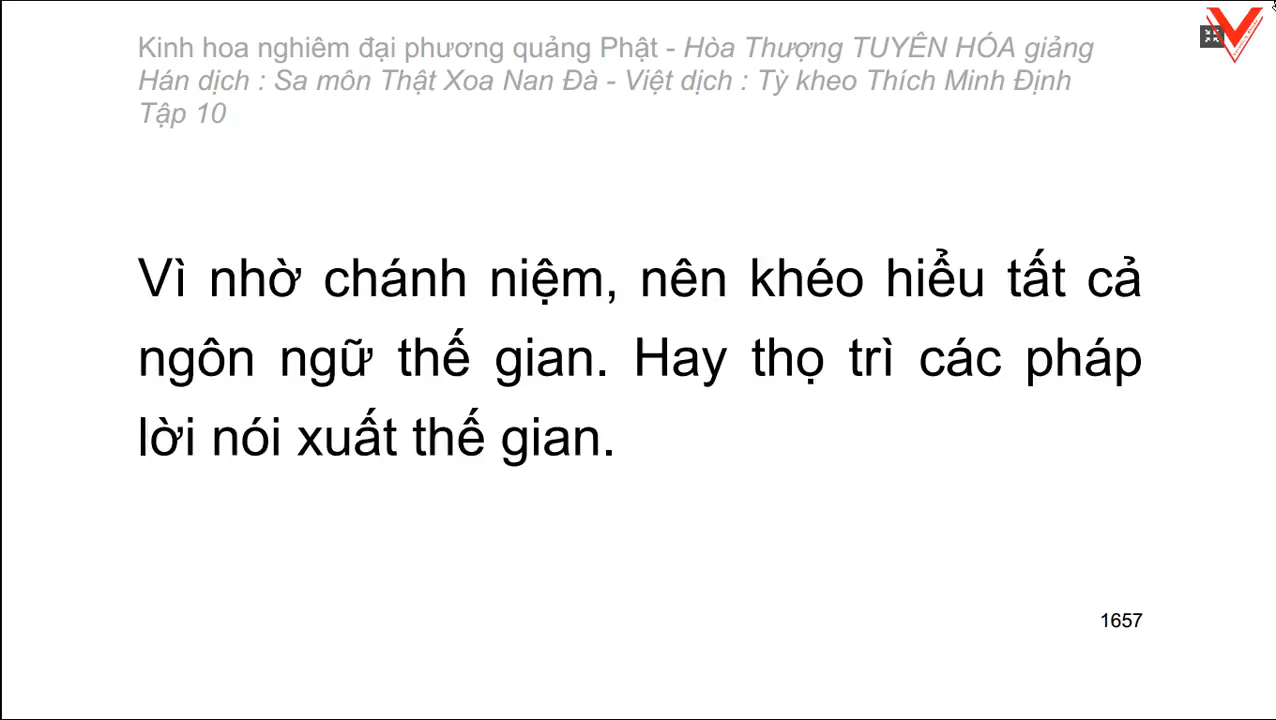 Kinh hoa nghiêm đại phương quảng Phật - Hòa Thượng TUYÊN HÓA giảng
Hán dịch : Sa môn Thật Xoa Nan Đà - Việt dịch : Tỳ kheo Thích Minh Định
Tập 10
Vì nhờ chánh niệm, nên khéo hiểu tất cả
ngôn ngữ thế gian. Hay thọ trì các pháp
lời nói xuất thế gian.
1657